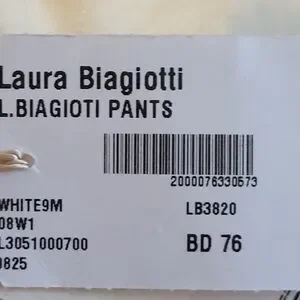 Laura Biagiotti
L.BIAGIOTI PANTS
2000076330573
WHITE9M
LB3820
08W1
L3051000700
BD 76
0825